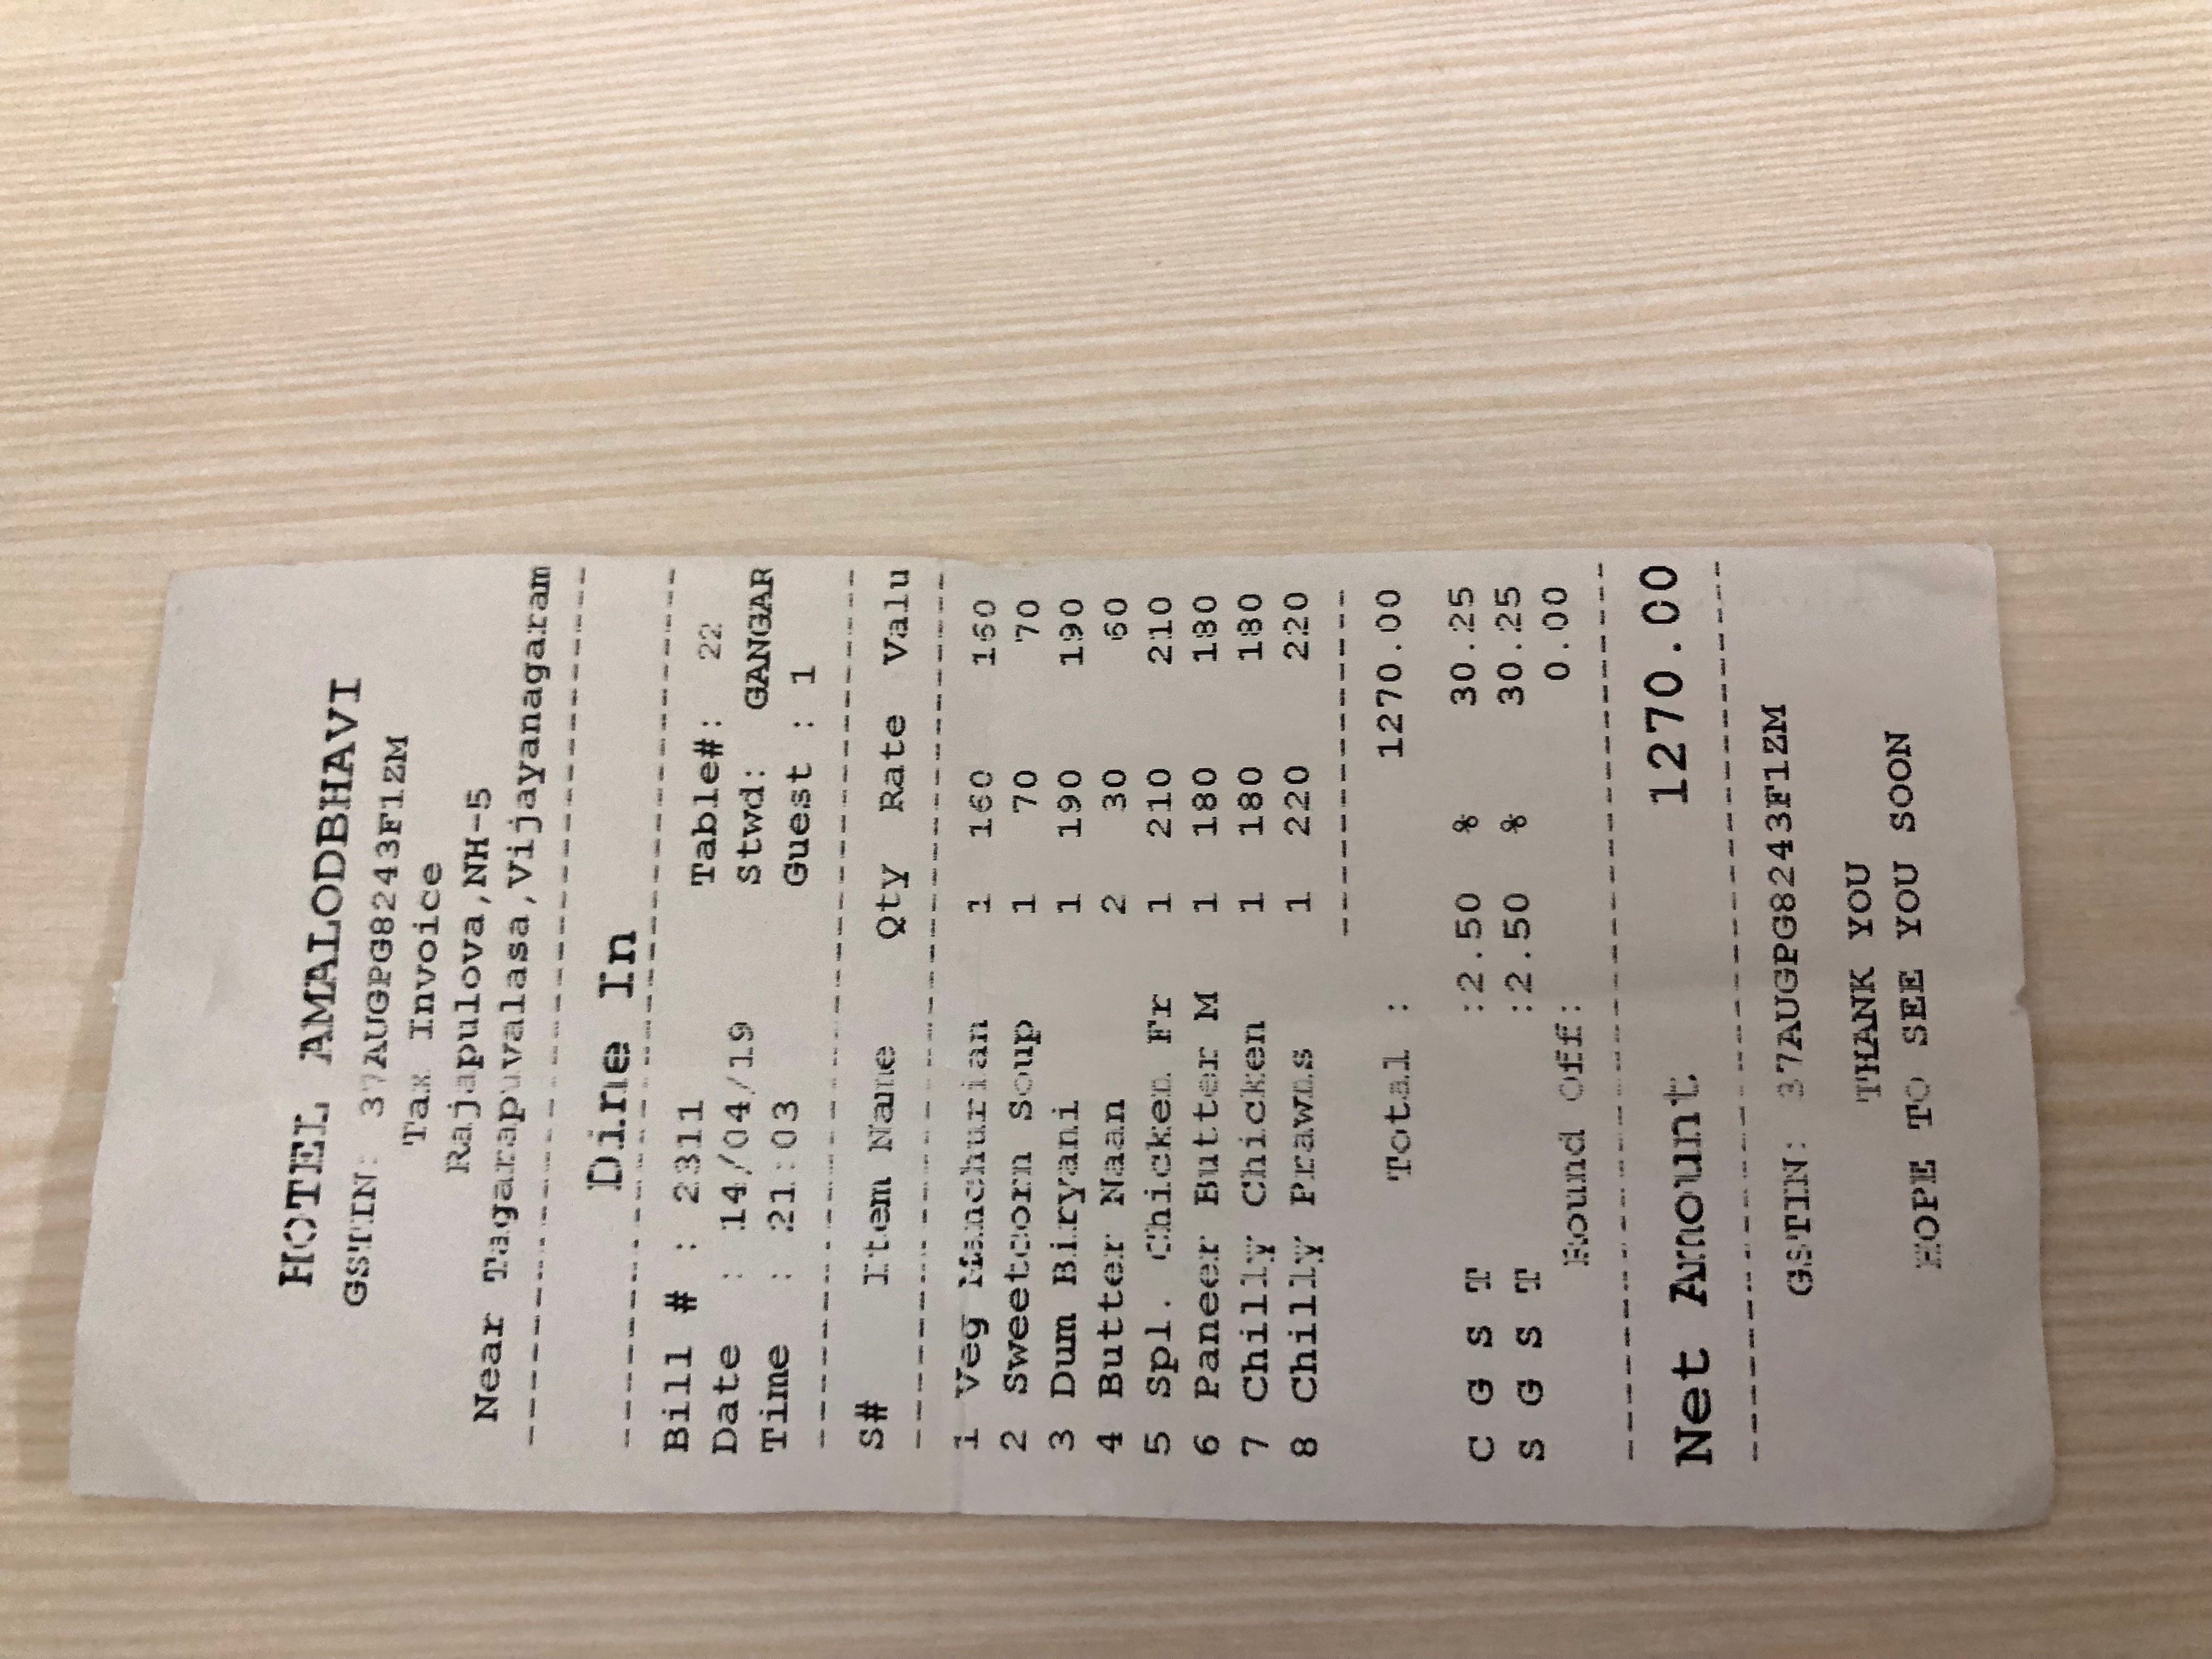 HOTEL AMALODBHAVI
GSTIN: 37AUGPG8243F1ZM
Tax Invoice
Rajapulova,NH-5
Near Tagarapuvalasa,Vijayanagaram
--------------------------------
Dine In
--------------------------------
Bill # : 2311 Table#: 22
Date : 14/04/19 Stwd: GANGAR
Time : 21:03 Guest : 1
--------------------------------
S# Item Name Qty Rate Valu
--------------------------------
1 Veg Manchurian 1 160 160
2 Sweetcorn Soup 1 70 70
3 Dum Biryani 1 190 190
4 Butter Naan 2 30 60
5 Spl. Chicken Fr 1 210 210
6 Paneer Butter M 1 180 180
7 Chilly Chicken 1 180 180
8 Chilly Prawns 1 220 220
-------------
Total : 1270.00
C G S T :2.50 % 30.25
S G S T :2.50 % 30.25
Round Off: 0.00
--------------------------------
Net Amount 1270.00
--------------------------------
GSTIN: 37AUGPG8243F1ZM
THANK YOU
HOPE TO SEE YOU SOON